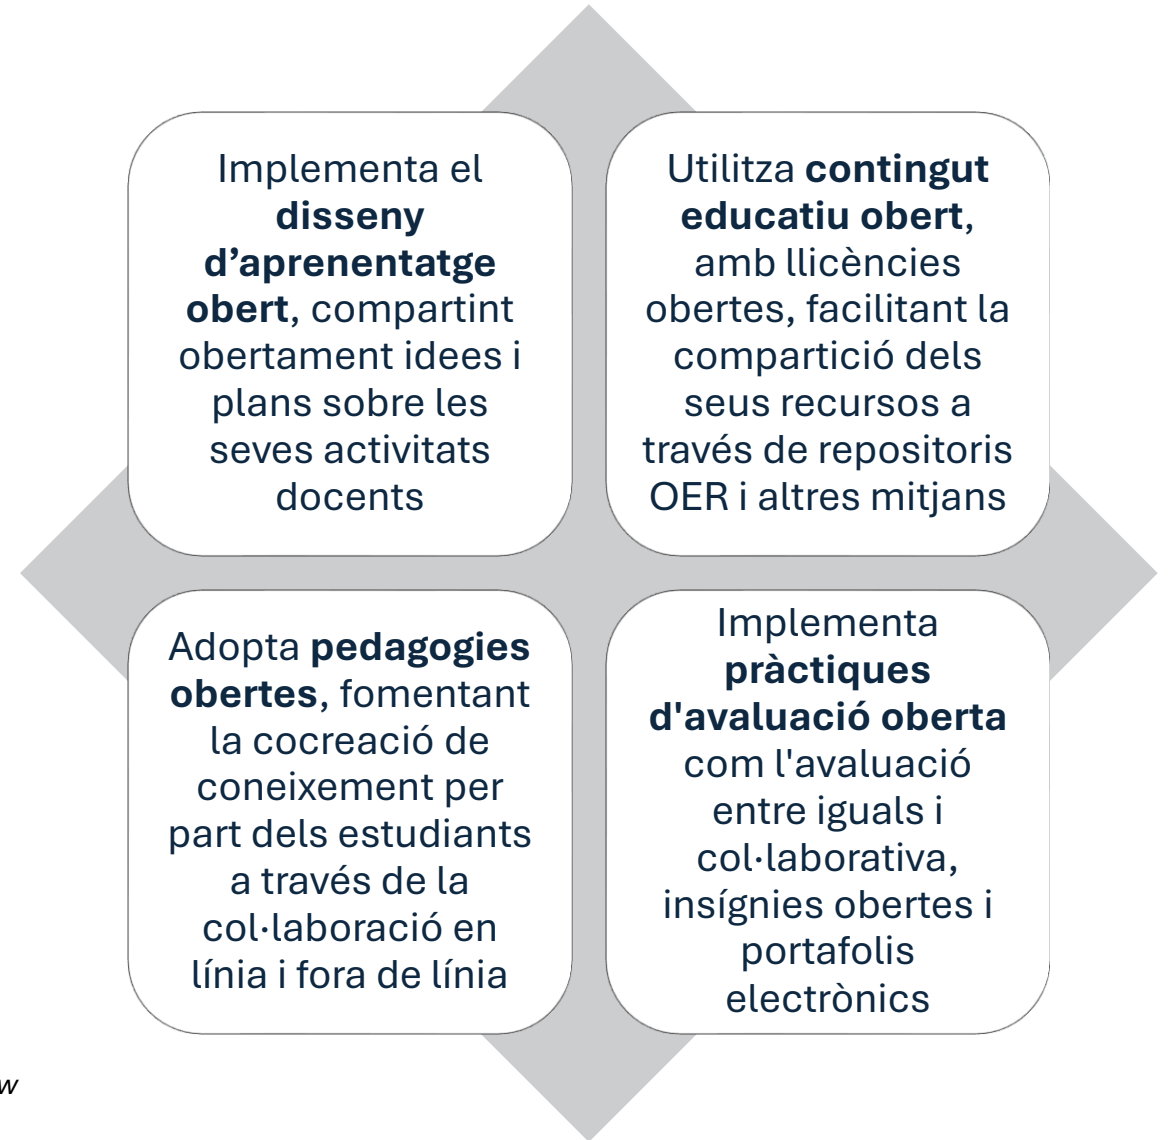 Implementa el
disseny
d’aprenentatge
obert, compartint
obertament idees i
plans sobre les
seves activitats
docents
Utilitza contingut
educatiu obert,
amb llicències
obertes, facilitant la
compartició dels
seus recursos a
través de repositoris
OER i altres mitjans
Adopta pedagogies
obertes, fomentant
la cocreació de
coneixement per
part dels estudiants
a través de la
col·laboració en
línia i fora de línia
Implementa
pràctiques
d'avaluació oberta
com l'avaluació
entre iguals i
col·laborativa,
insígnies obertes i
portafolis
electrònics
w